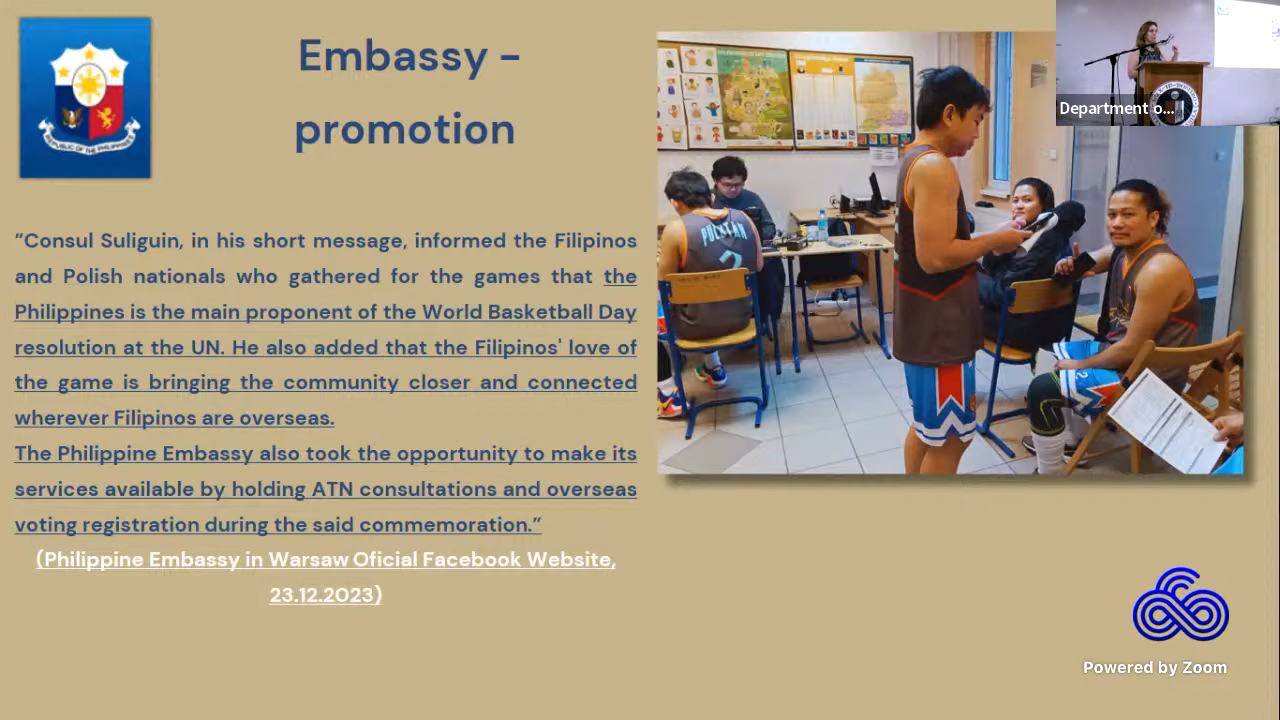 Embassy -
promotion
REPUBLIC OF THE PHILIPPINES
Department o...
”Consul Suliguin, in his short message, informed the Filipinos
and Polish nationals who gathered for the games that the
Philippines is the main proponent of the World Basketball Day
resolution at the UN. He also added that the Filipinos' love of
the game is bringing the community closer and connected
wherever Filipinos are overseas.
The Philippine Embassy also took the opportunity to make its
services available by holding ATN consultations and overseas
voting registration during the said commemoration.”
(Philippine Embassy in Warsaw Oficial Facebook Website,
23.12.2023)
Powered by Zoom